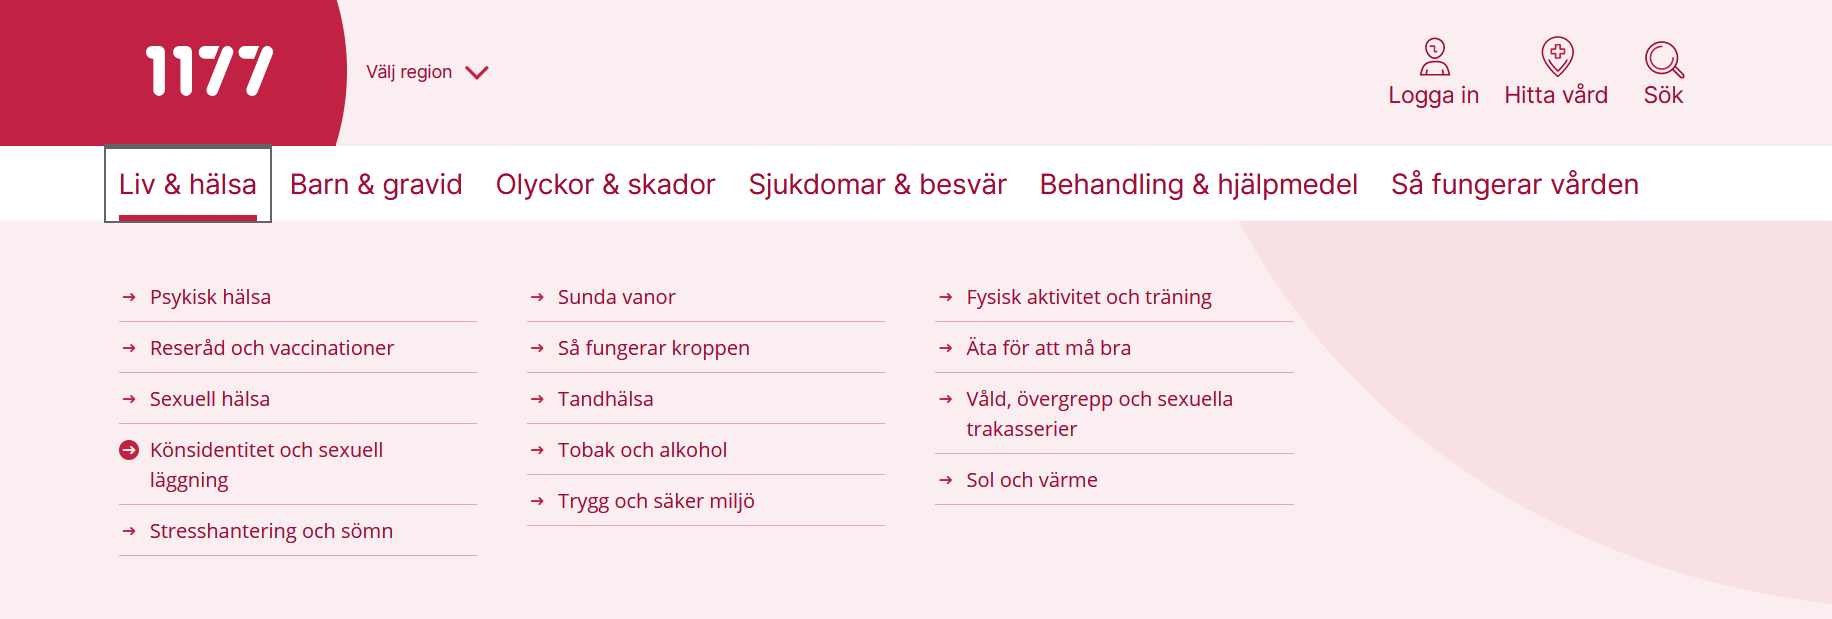 1177
Välj region
Logga in
Hitta vård
Sök
Liv & hälsa
Barn & gravid
Olyckor & skador
Sjukdomar & besvär
Behandling & hjälpmedel
Så fungerar vården
Psykisk hälsa
Reseråd och vaccinationer
Sexuell hälsa
Könsidentitet och sexuell
läggning
Stresshantering och sömn
Sunda vanor
Så fungerar kroppen
Tandhälsa
Tobak och alkohol
Trygg och säker miljö
Fysisk aktivitet och träning
Äta för att må bra
Våld, övergrepp och sexuella
trakasserier
Sol och värme